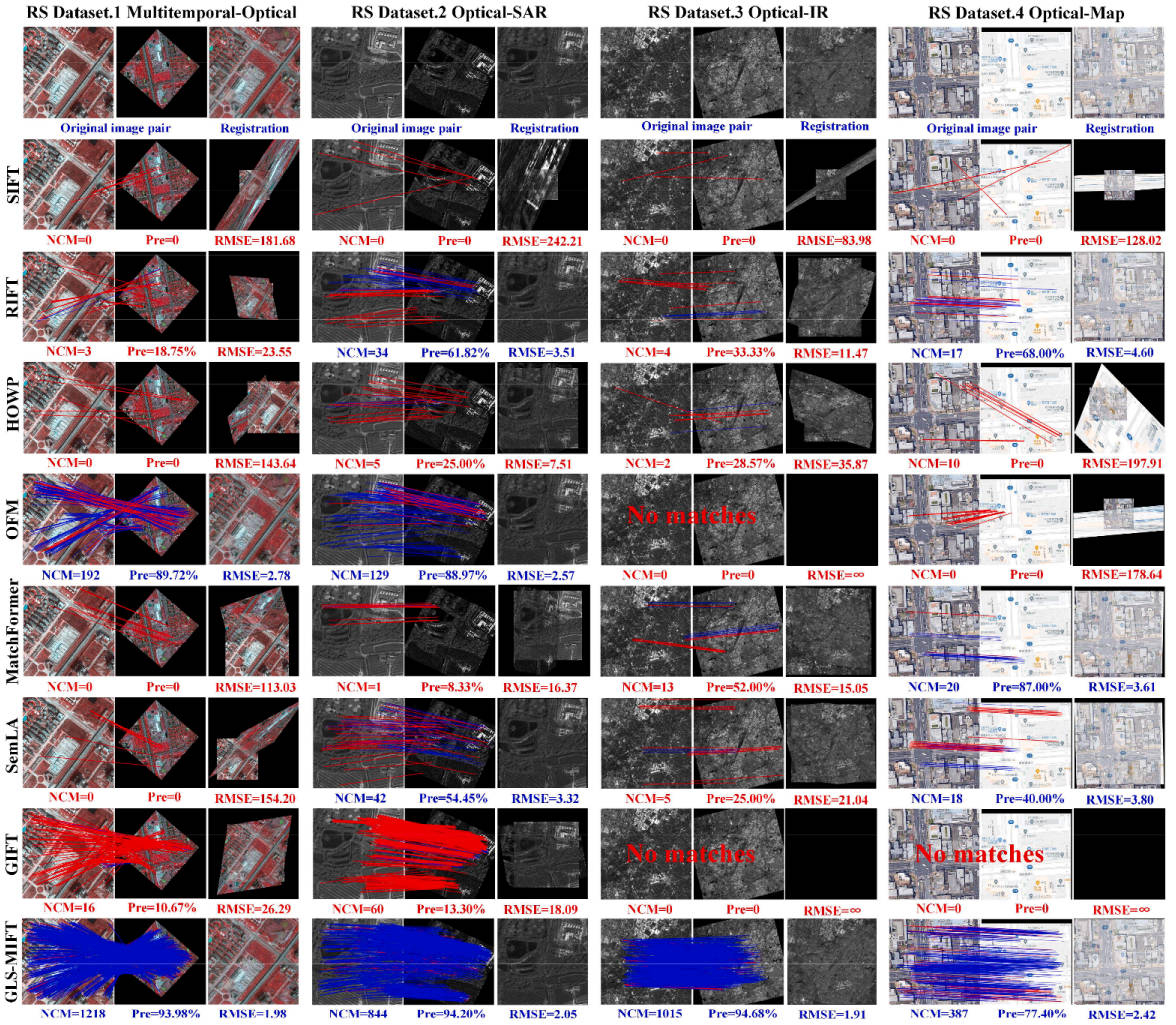 RS Dataset.1 Multitemporal-Optical RS Dataset.2 Optical-SAR RS Dataset.3 Optical-IR RS Dataset.4 Optical-Map
Original image pair Registration Original image pair Registration Original image pair Registration Original image pair Registration
SIFT
NCM=0 Pre=0 RMSE=181.68 NCM=0 Pre=0 RMSE=242.21 NCM=0 Pre=0 RMSE=83.98 NCM=0 Pre=0 RMSE=128.02
RIFT
NCM=3 Pre=18.75% RMSE=23.55 NCM=34 Pre=61.82% RMSE=3.51 NCM=4 Pre=33.33% RMSE=11.47 NCM=17 Pre=68.00% RMSE=4.60
HOWP
NCM=0 Pre=0 RMSE=143.64 NCM=5 Pre=25.00% RMSE=7.51 NCM=2 Pre=28.57% RMSE=35.87 NCM=10 Pre=0 RMSE=197.91
OFM
No matches
NCM=192 Pre=89.72% RMSE=2.78 NCM=129 Pre=88.97% RMSE=2.57 NCM=0 Pre=0 RMSE=∞ NCM=0 Pre=0 RMSE=178.64
MatchFormer
NCM=0 Pre=0 RMSE=113.03 NCM=1 Pre=8.33% RMSE=16.37 NCM=13 Pre=52.00% RMSE=15.05 NCM=20 Pre=87.00% RMSE=3.61
SemLA
NCM=0 Pre=0 RMSE=154.20 NCM=42 Pre=54.45% RMSE=3.32 NCM=5 Pre=25.00% RMSE=21.04 NCM=18 Pre=40.00% RMSE=3.80
GIFT
No matches No matches
NCM=16 Pre=10.67% RMSE=26.29 NCM=60 Pre=13.30% RMSE=18.09 NCM=0 Pre=0 RMSE=∞ NCM=0 Pre=0 RMSE=∞
GLS-MIFT
NCM=1218 Pre=93.98% RMSE=1.98 NCM=844 Pre=94.20% RMSE=2.05 NCM=1015 Pre=94.68% RMSE=1.91 NCM=387 Pre=77.40% RMSE=2.42